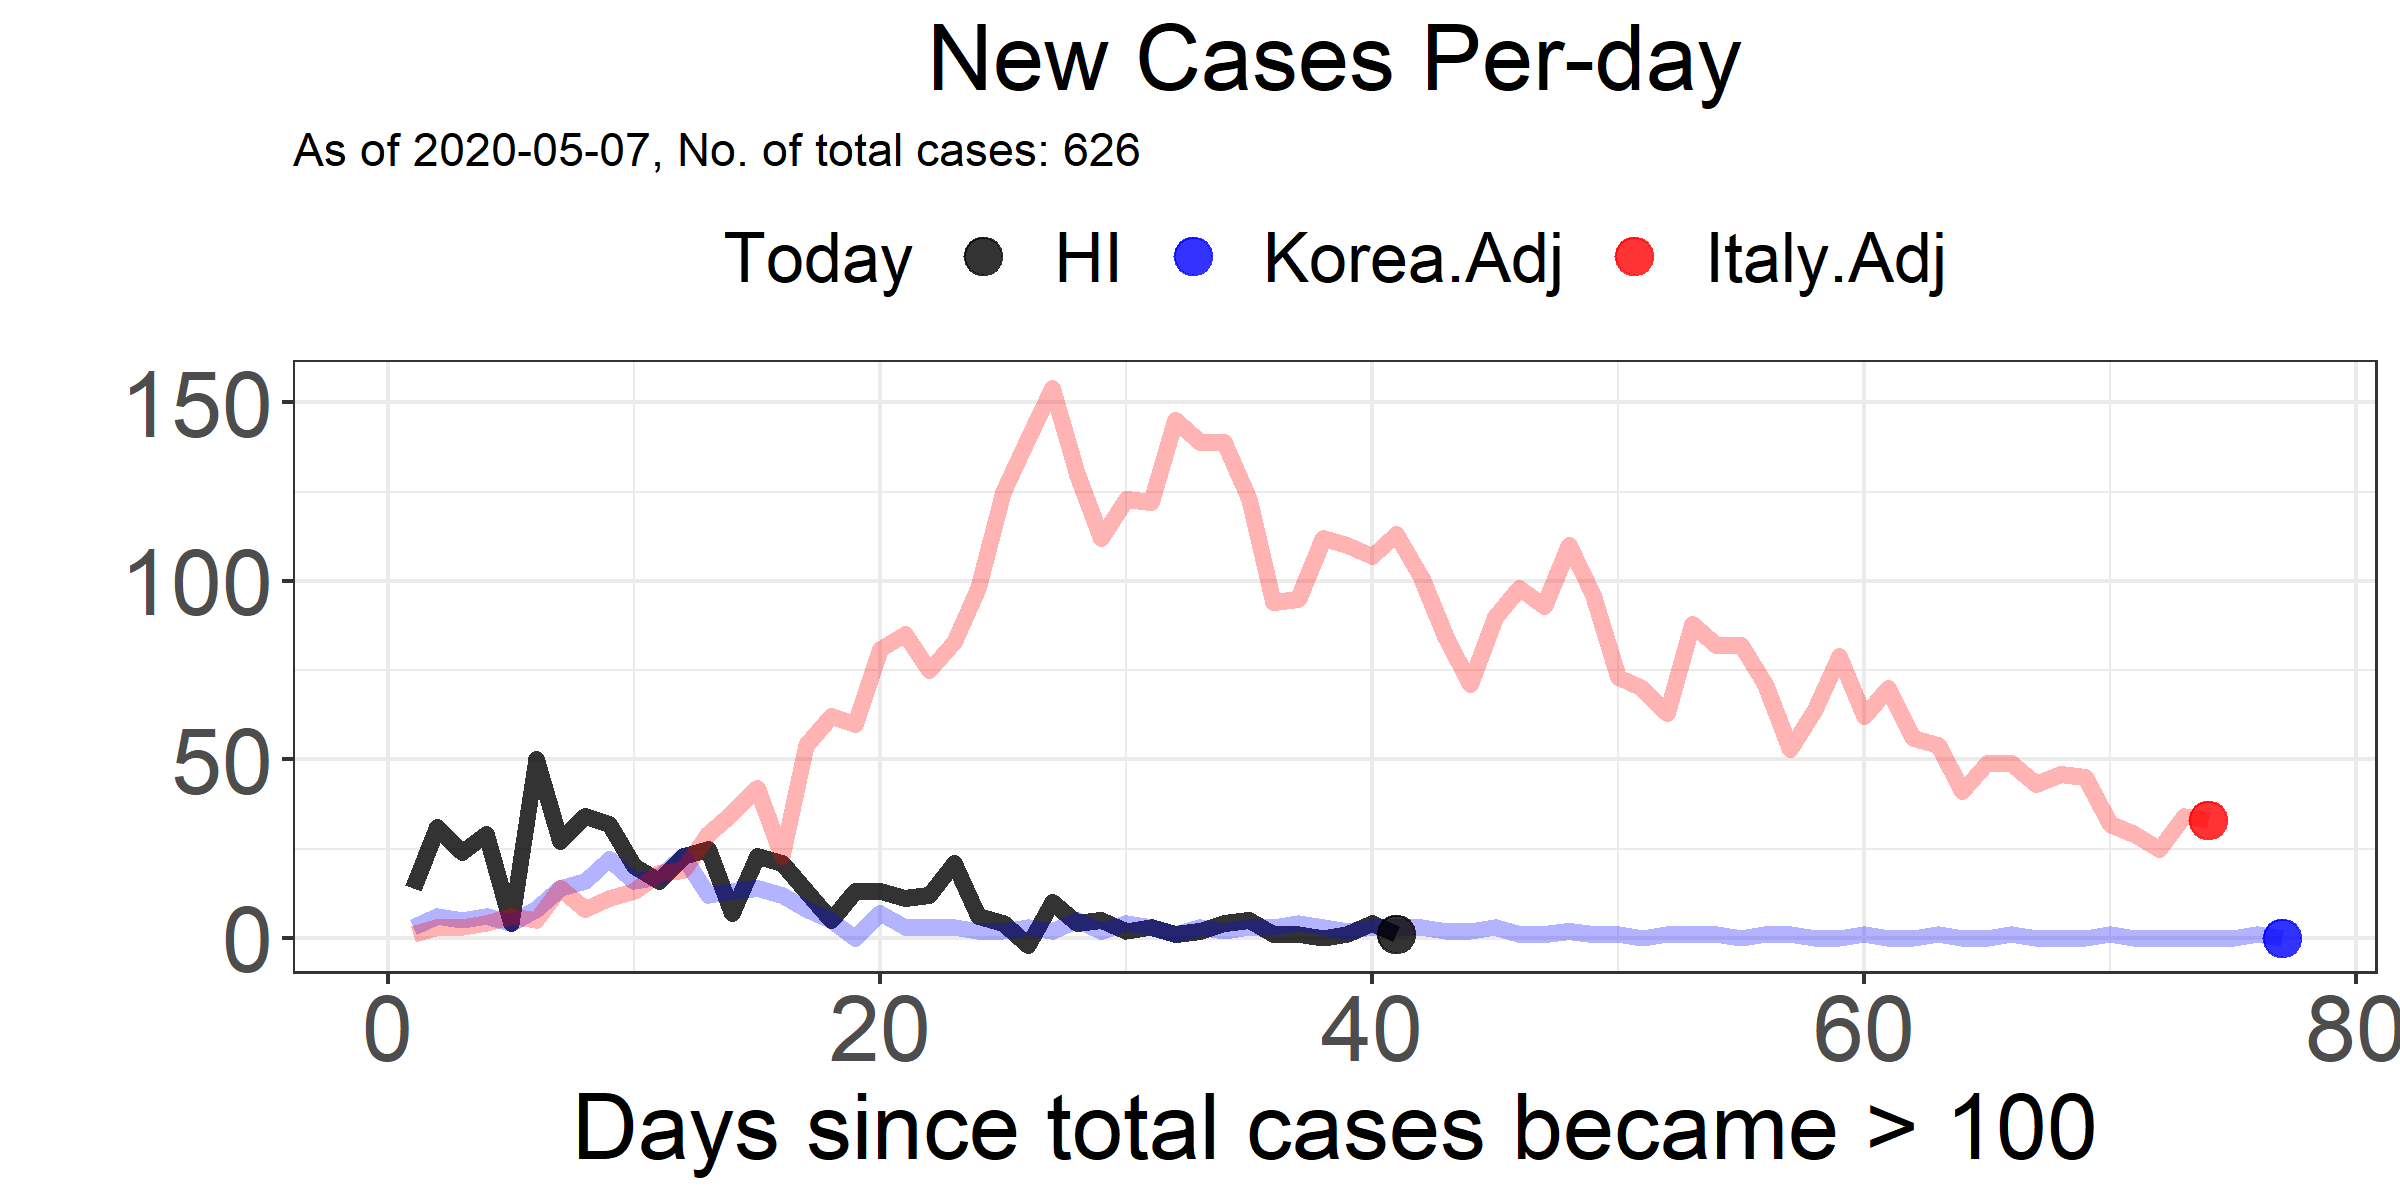 New Cases Per-day
As of 2020-05-07, No. of total cases: 626
Today HI Korea.Adj Italy.Adj
150
100
50
0
0 20 40 60 80
Days since total cases became > 100